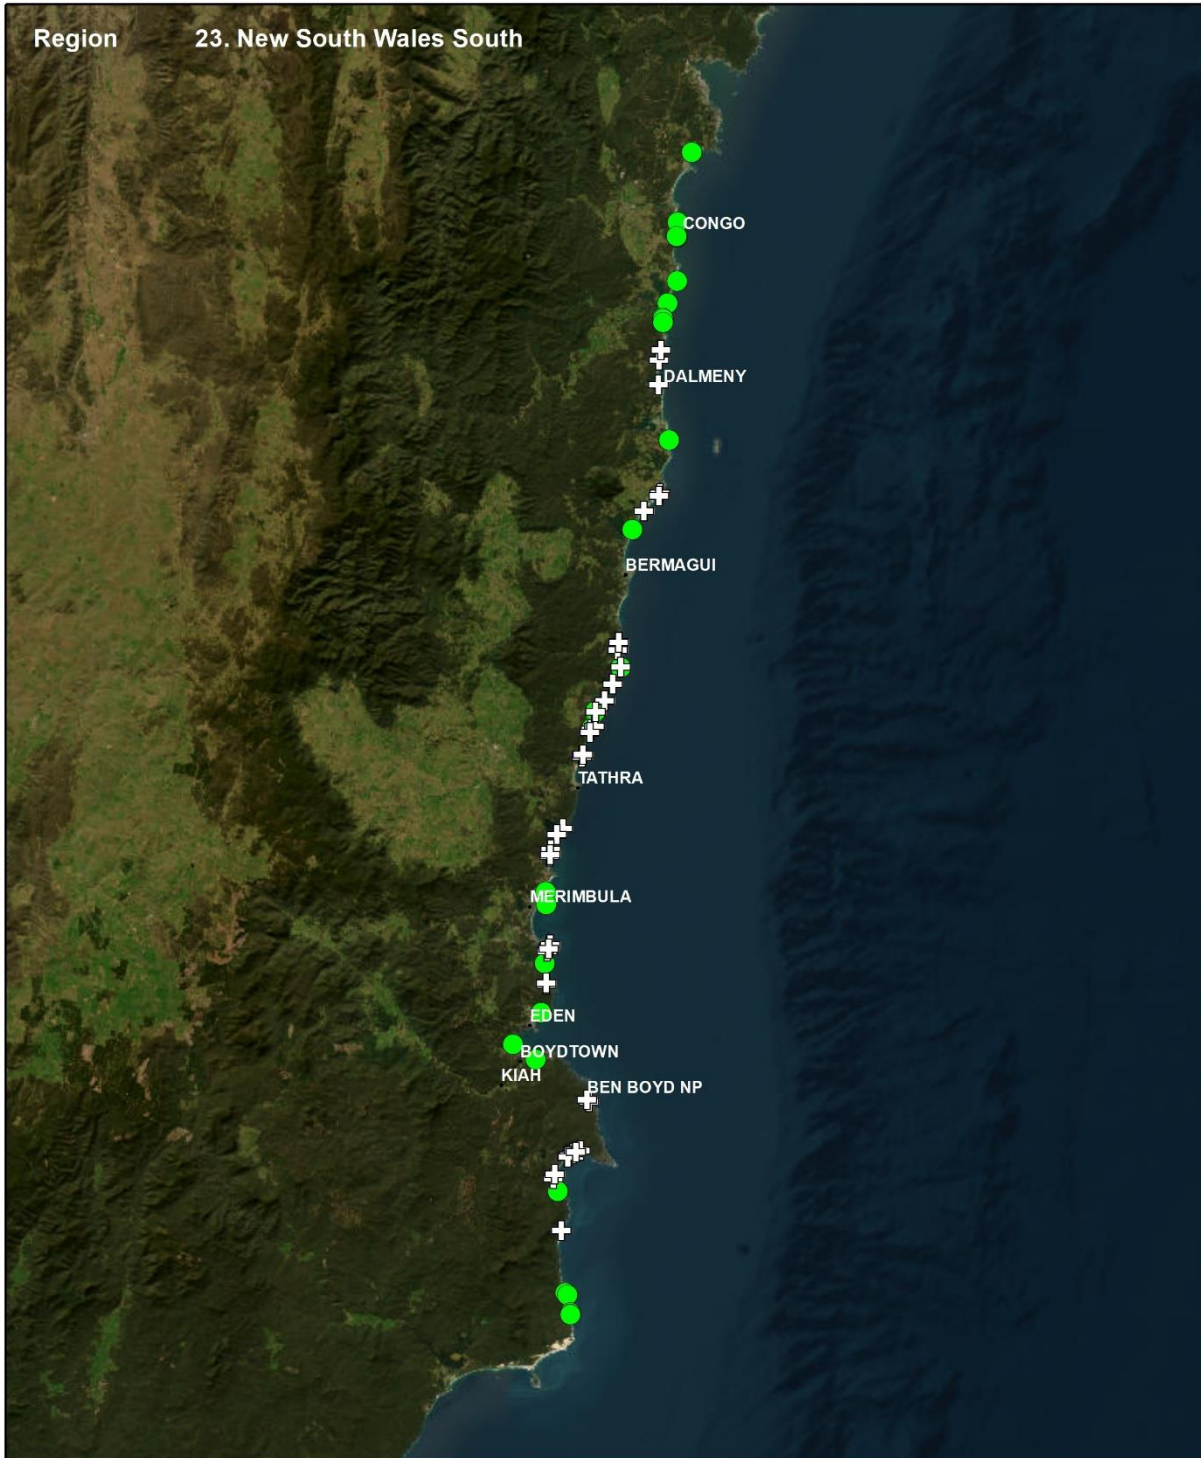 Region 23. New South Wales South
CONGO
DALMENY
BERMAGUI
TATHRA
MERIMBULA
EDEN
BOYDTOWN
KIAH
BEN BOYD NP